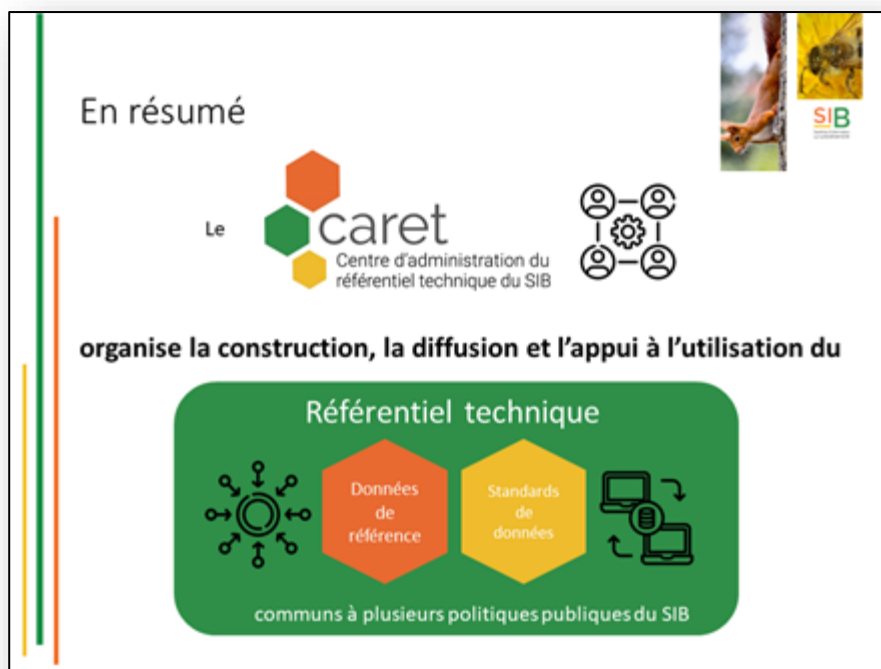 En résumé
SIB
Le
caret
Centre d'administration du
référentiel technique du SIB
organise la construction, la diffusion et l'appui à l'utilisation du
Référentiel technique
Données
de
référence
Standards
de
données
communs à plusieurs politiques publiques du SIB